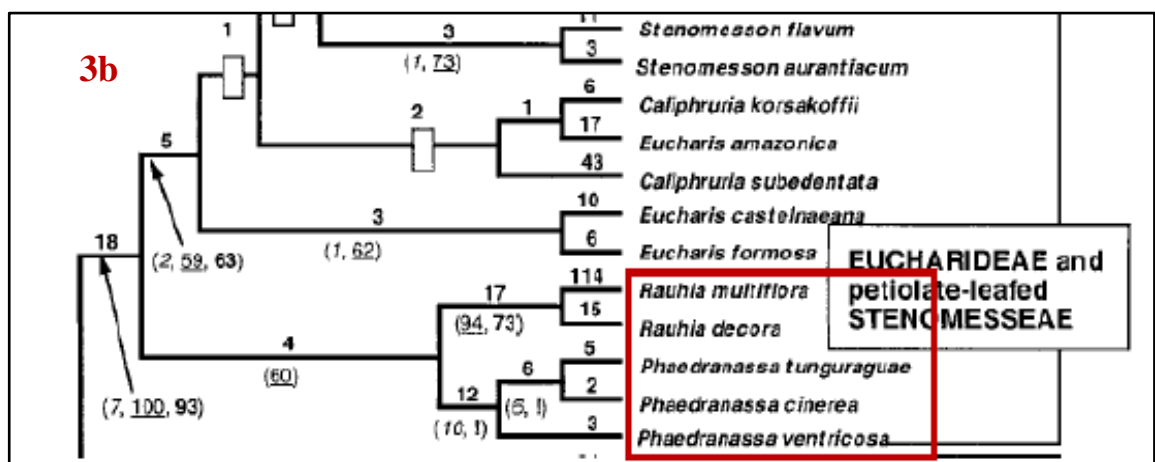 3b
1
3
(1, 73)
Stenomesson flavum
3
Stenomesson aurantiacum
6
Caliphruria korsakoffii
2
1
17
Eucharis amazonica
5
43
Caliphruria subedentata
10
Eucharis castelnaeana
3
(1, 62)
6
Eucharis formosa
18
(2, 59, 63)
EUCHARIDEAE and
petiolate-leafed
STENOMESSEAE
114
Rauhia multiflora
17
(94, 73)
15
Rauhia decora
4
(60)
5
Phaedranassa tunguraguae
6
2
Phaedranassa cinerea
(7, 100, 93)
12
(10, !)
3
Phaedranassa ventricosa